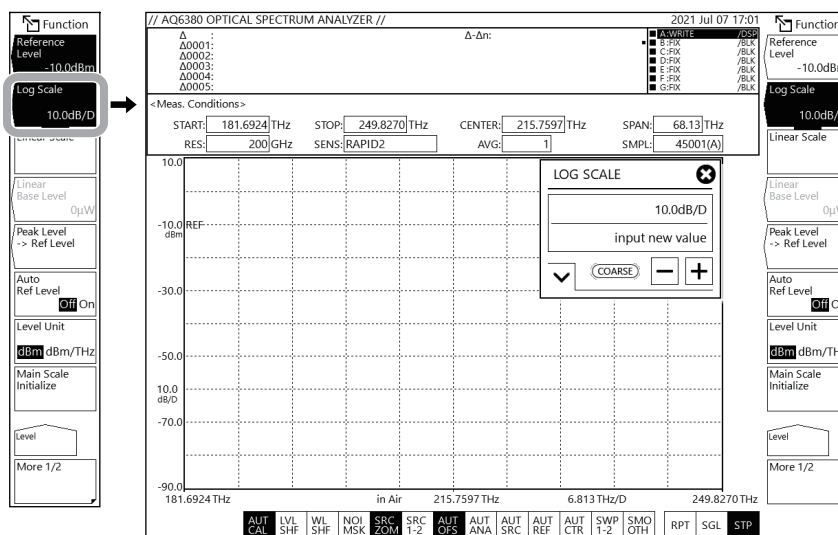 Function
Reference
Level
-10.0dBm
Log Scale
10.0dB/D
Linear Scale
Linear
Base Level
0µW
Peak Level
-> Ref Level
Auto
Ref Level
Off On
Level Unit
dBm dBm/THz
Main Scale
Initialize
Level
More 1/2
// AQ6380 OPTICAL SPECTRUM ANALYZER //
2021 Jul 07 17:01
Δ :
Δ0001:
Δ0002:
Δ0003:
Δ0004:
Δ0005:
Δ-Δn:
A:WRITE /DSP
B:FIX /BLK
C:FIX /BLK
D:FIX /BLK
E:FIX /BLK
F:FIX /BLK
G:FIX /BLK
<Meas. Conditions>
START: 181.6924 THz STOP: 249.8270 THz CENTER: 215.7597 THz SPAN: 68.13 THz
RES: 200 GHz SENS: RAPID2 AVG: 1 SMPL: 45001(A)
10.0
-10.0 REF
dBm
-30.0
-50.0
10.0
dB/D
-70.0
-90.0
LOG SCALE
10.0dB/D
input new value
COARSE
181.6924 THz in Air 215.7597 THz 6.813 THz/D 249.8270 THz
AUT CAL
LVL SHF
WL SHF
NOI MSK
SRC ZOM
SRC 1-2
AUT OFS
AUT ANA
AUT SRC
AUT REF
AUT CTR
SWP 1-2
SMO OTH
RPT
SGL
STP
Function
Reference
Level
-10.0dB
Log Scale
10.0dB/
Linear Scale
Linear
Base Level
0µ
Peak Level
-> Ref Level
Auto
Ref Level
Off
Level Unit
dBm dBm/TH
Main Scale
Initialize
Level
More 1/2